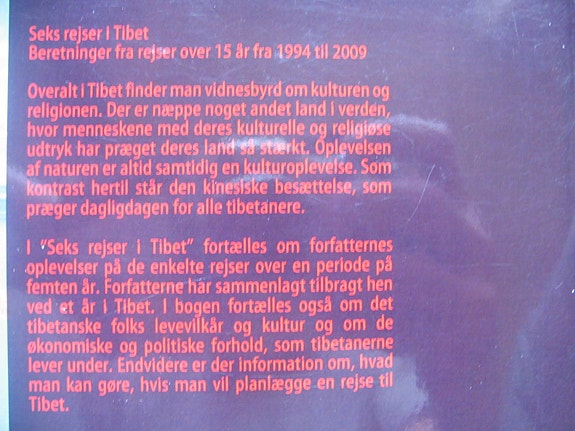 Seks rejser i Tibet
Beretninger fra rejser over 15 år fra 1994 til 2009
Overalt i Tibet finder man vidnesbyrd om kulturen og
religionen. Der er næppe noget andet land i verden,
hvor menneskene med deres kulturelle og religiøse
udtryk har præget deres land så stærkt. Oplevelsen
af naturen er altid samtidig en kulturoplevelse. Som
kontrast hertil står den kinesiske besættelse, som
præger dagligdagen for alle tibetanere.
I "Seks rejser i Tibet" fortælles om forfatternes
oplevelser på de enkelte rejser over en periode på
femten år. Forfatterne har sammenlagt tilbragt hen
ved et år i Tibet. I bogen fortælles også om det
tibetanske folks levevilkår og kultur og om de
økonomiske og politiske forhold, som tibetanerne
lever under. Endvidere er der information om, hvad
man kan gøre, hvis man vil planlægge en rejse til
Tibet.